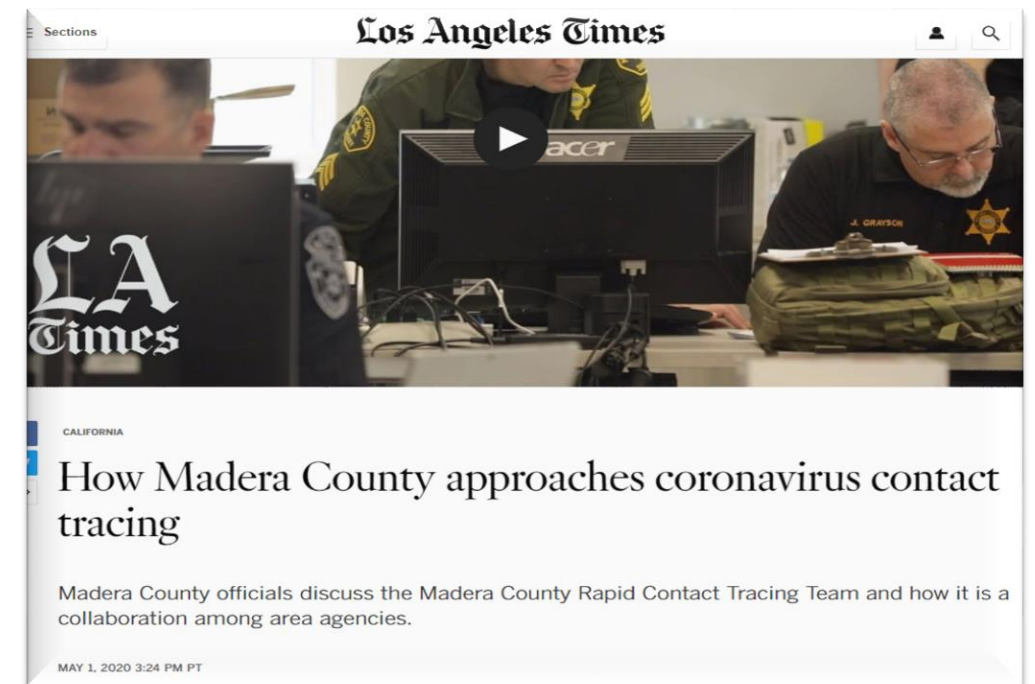 Sections
Los Angeles Times
acer
hp
J. GRAYSON
LA
Times
CALIFORNIA
How Madera County approaches coronavirus contact
tracing
Madera County officials discuss the Madera County Rapid Contact Tracing Team and how it is a
collaboration among area agencies.
MAY 1, 2020 3:24 PM PT